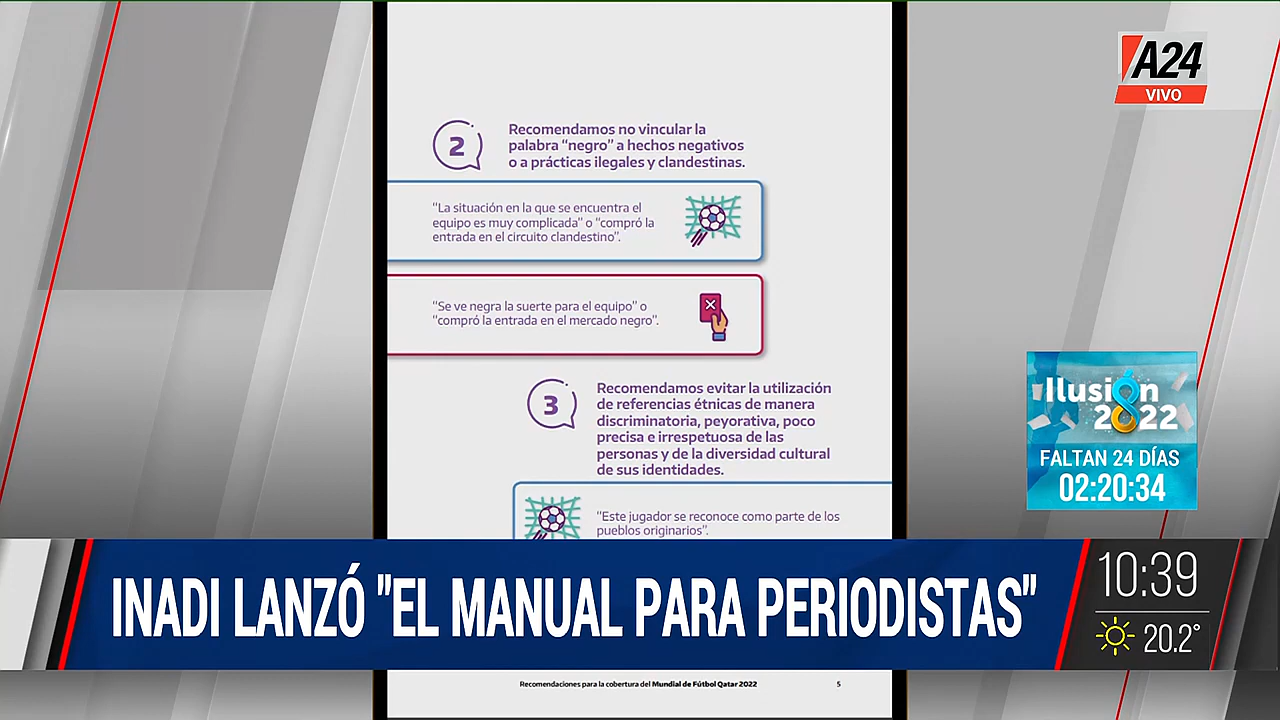 A24
VIVO
2
Recomendamos no vincular la
palabra “negro” a hechos negativos
o a prácticas ilegales y clandestinas.
“La situación en la que se encuentra el
equipo es muy complicada” o “compró la
entrada en el circuito clandestino”.
“Se ve negra la suerte para el equipo” o
“compró la entrada en el mercado negro”.
3
Recomendamos evitar la utilización
de referencias étnicas de manera
discriminatoria, peyorativa, poco
precisa e irrespetuosa de las
personas y de la diversidad cultural
de sus identidades.
“Este jugador se reconoce como parte de los
pueblos originarios”.
Ilusión
2022
FALTAN 24 DÍAS
02:20:34
INADI LANZÓ "EL MANUAL PARA PERIODISTAS"
10:39
20.2°
Recomendaciones para la cobertura del Mundial de Fútbol Qatar 2022
5